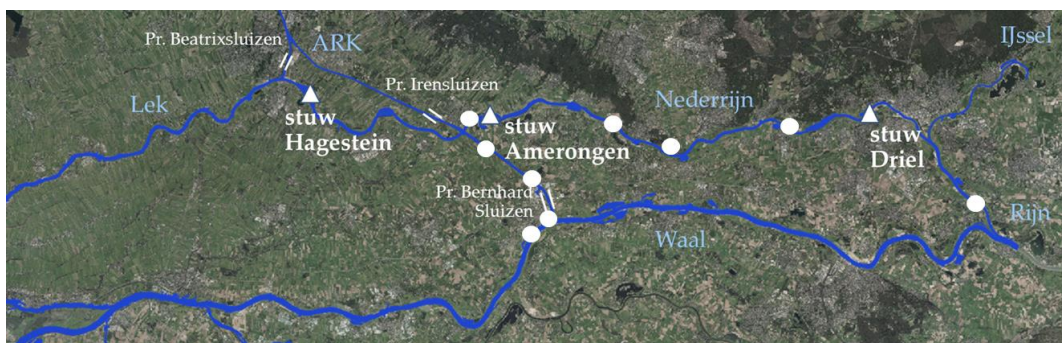 Pr. Beatrixsluizen
ARK
IJssel
Pr. Irensluizen
Lek
Nederrijn
stuw
Hagestein
stuw
Amerongen
stuw
Driel
Pr. Bernhard
Sluizen
Waal
Rijn